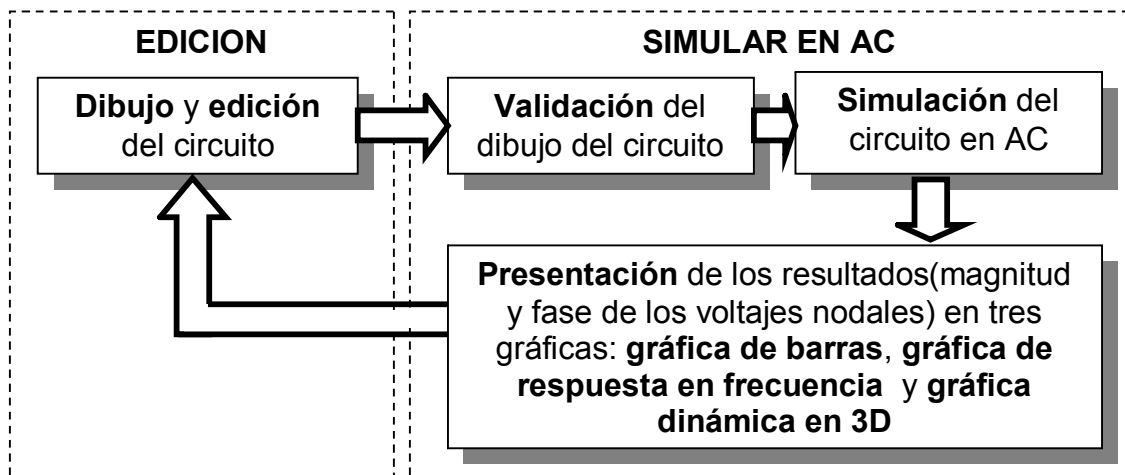 EDICION
SIMULAR EN AC
Dibujo y edición
del circuito
Validación del
dibujo del circuito
Simulación del
circuito en AC
Presentación de los resultados(magnitud
y fase de los voltajes nodales) en tres
gráficas: gráfica de barras, gráfica de
respuesta en frecuencia y gráfica
dinámica en 3D